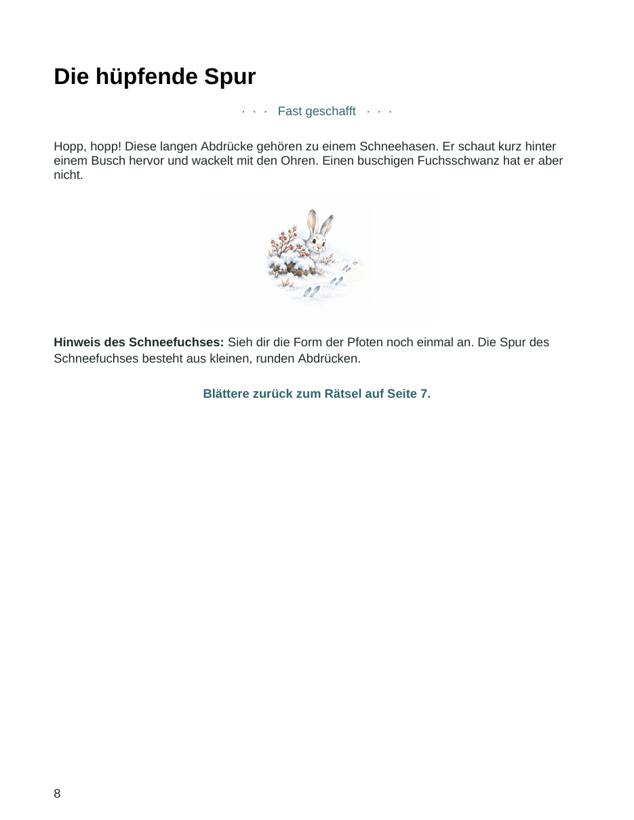 Die hüpfende Spur
· · · Fast geschafft · · ·
Hopp, hopp! Diese langen Abdrücke gehören zu einem Schneehasen. Er schaut kurz hinter
einem Busch hervor und wackelt mit den Ohren. Einen buschigen Fuchsschwanz hat er aber
nicht.
Hinweis des Schneefuchses: Sieh dir die Form der Pfoten noch einmal an. Die Spur des
Schneefuchses besteht aus kleinen, runden Abdrücken.
Blättere zurück zum Rätsel auf Seite 7.
8